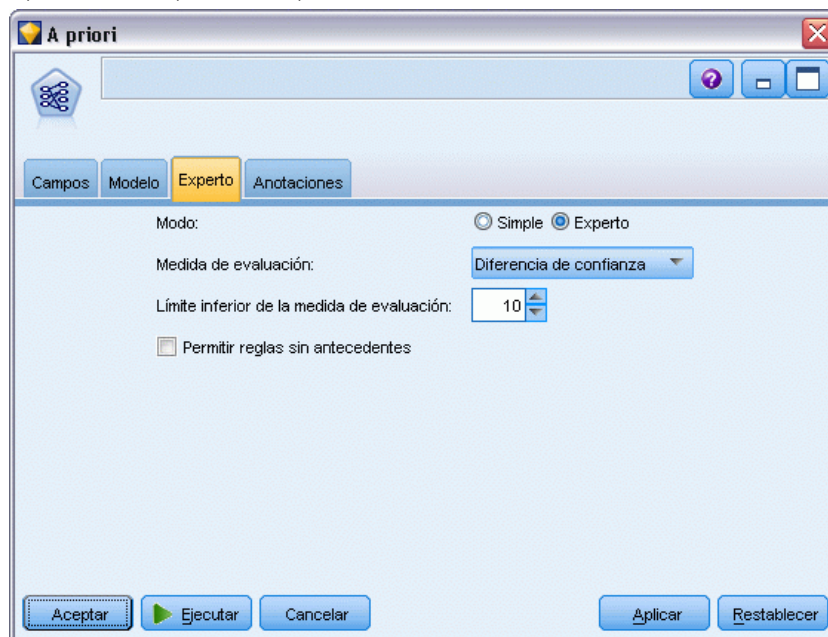 A priori
Campos Modelo Experto Anotaciones
Modo: Simple Experto
Medida de evaluación: Diferencia de confianza
Límite inferior de la medida de evaluación: 10
Permitir reglas sin antecedentes
Aceptar Ejecutar Cancelar Aplicar Restablecer